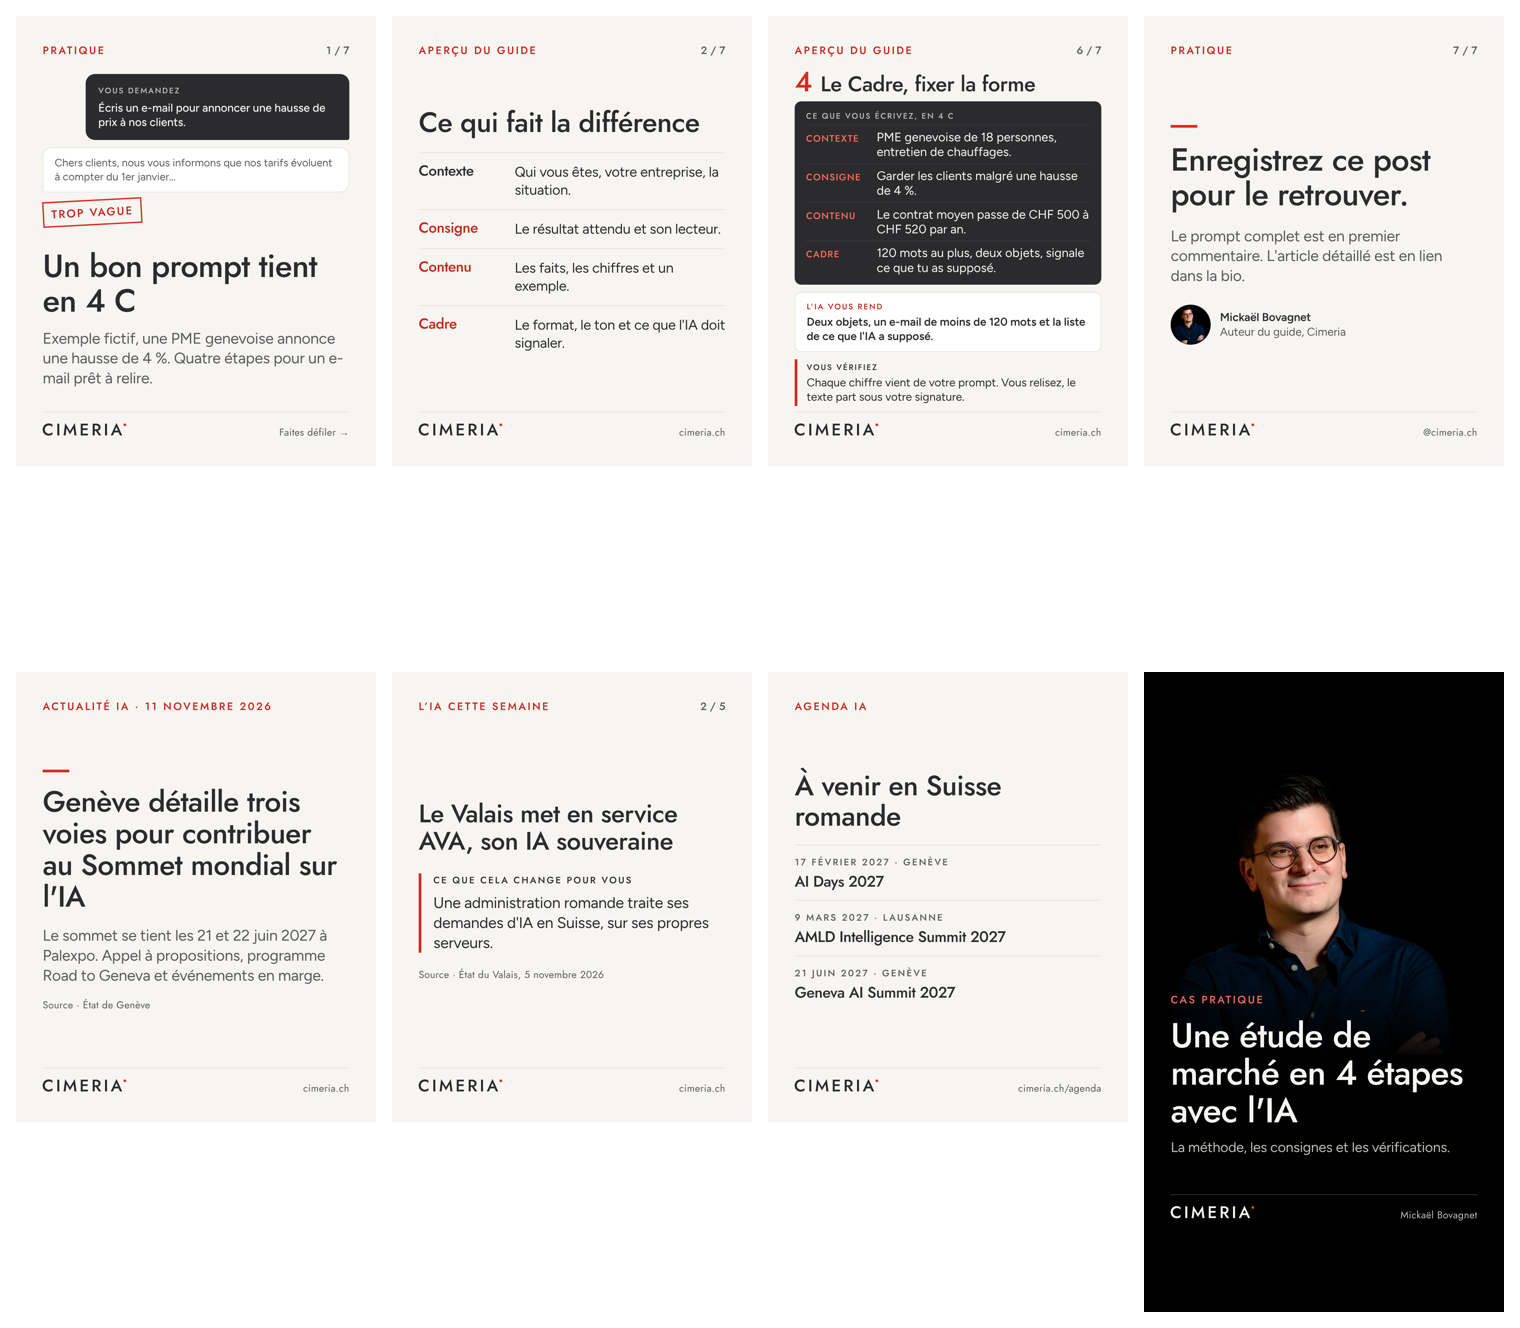 PRATIQUE
1 / 7
VOUS DEMANDEZ
Écris un e-mail pour annoncer une hausse de
prix à nos clients.
Chers clients, nous vous informons que nos tarifs évoluent
à compter du 1er janvier…
TROP VAGUE
Un bon prompt tient
en 4 C
Exemple fictif, une PME genevoise annonce
une hausse de 4 %. Quatre étapes pour un e-
mail prêt à relire.
CIMERIA
Faites défiler →
APERÇU DU GUIDE
2 / 7
Ce qui fait la différence
Contexte
Qui vous êtes, votre entreprise, la
situation.
Consigne
Le résultat attendu et son lecteur.
Contenu
Les faits, les chiffres et un
exemple.
Cadre
Le format, le ton et ce que l'IA doit
signaler.
CIMERIA
cimeria.ch
APERÇU DU GUIDE
6 / 7
4 Le Cadre, fixer la forme
CE QUE VOUS ÉCRIVEZ, EN 4 C
CONTEXTE
PME genevoise de 18 personnes,
entretien de chauffages.
CONSIGNE
Garder les clients malgré une hausse
de 4 %.
CONTENU
Le contrat moyen passe de CHF 500 à
CHF 520 par an.
CADRE
120 mots au plus, deux objets, signale
ce que tu as supposé.
L'IA VOUS REND
Deux objets, un e-mail de moins de 120 mots et la liste
de ce que l'IA a supposé.
VOUS VÉRIFIEZ
Chaque chiffre vient de votre prompt. Vous relisez, le
texte part sous votre signature.
CIMERIA
cimeria.ch
PRATIQUE
7 / 7
Enregistrez ce post
pour le retrouver.
Le prompt complet est en premier
commentaire. L'article détaillé est en lien
dans la bio.
Mickaël Bovagnet
Auteur du guide, Cimeria
CIMERIA
@cimeria.ch
ACTUALITÉ IA · 11 NOVEMBRE 2026
Genève détaille trois
voies pour contribuer
au Sommet mondial sur
l'IA
Le sommet se tient les 21 et 22 juin 2027 à
Palexpo. Appel à propositions, programme
Road to Geneva et événements en marge.
Source · État de Genève
CIMERIA
cimeria.ch
L'IA CETTE SEMAINE
2 / 5
Le Valais met en service
AVA, son IA souveraine
CE QUE CELA CHANGE POUR VOUS
Une administration romande traite ses
demandes d'IA en Suisse, sur ses propres
serveurs.
Source · État du Valais, 5 novembre 2026
CIMERIA
cimeria.ch
AGENDA IA
À venir en Suisse
romande
17 FÉVRIER 2027 · GENÈVE
AI Days 2027
9 MARS 2027 · LAUSANNE
AMLD Intelligence Summit 2027
21 JUIN 2027 · GENÈVE
Geneva AI Summit 2027
CIMERIA
cimeria.ch/agenda
CAS PRATIQUE
Une étude de
marché en 4 étapes
avec l'IA
La méthode, les consignes et les vérifications.
CIMERIA
Mickaël Bovagnet